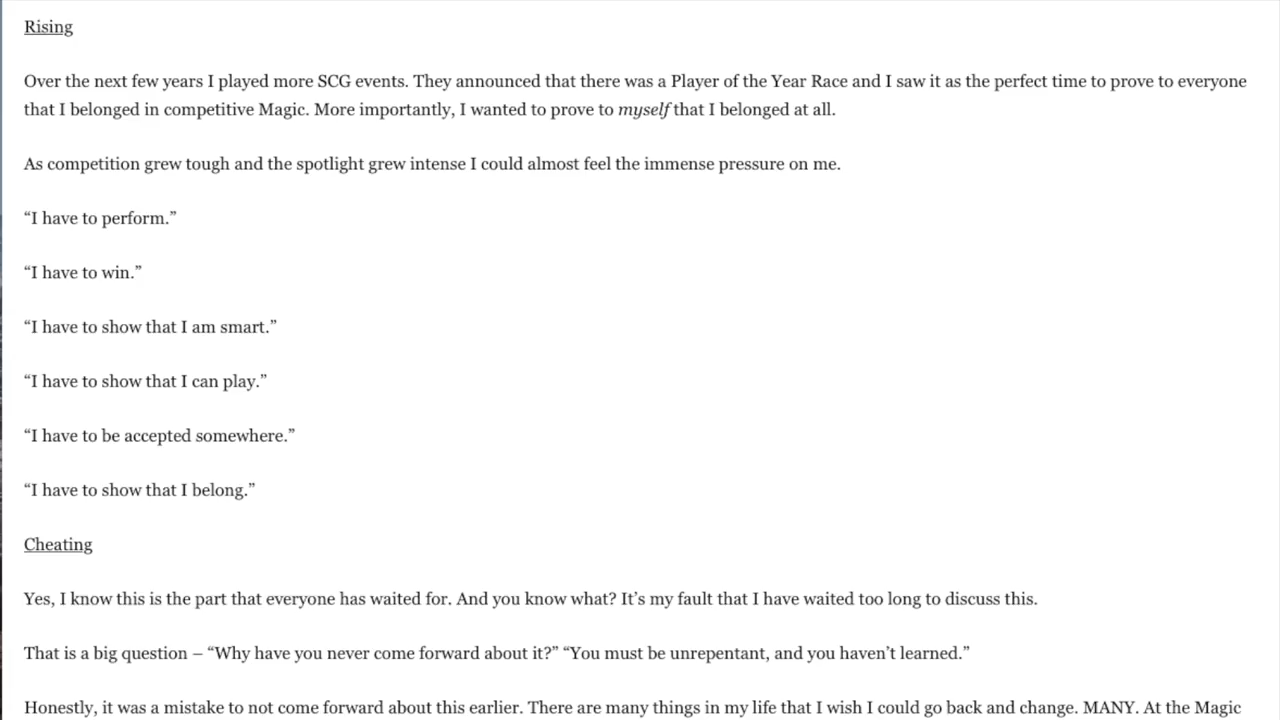 Rising
Over the next few years I played more SCG events. They announced that there was a Player of the Year Race and I saw it as the perfect time to prove to everyone
that I belonged in competitive Magic. More importantly, I wanted to prove to myself that I belonged at all.
As competition grew tough and the spotlight grew intense I could almost feel the immense pressure on me.
“I have to perform.”
“I have to win.”
“I have to show that I am smart.”
“I have to show that I can play.”
“I have to be accepted somewhere.”
“I have to show that I belong.”
Cheating
Yes, I know this is the part that everyone has waited for. And you know what? It’s my fault that I have waited too long to discuss this.
That is a big question – “Why have you never come forward about it?” “You must be unrepentant, and you haven’t learned.”
Honestly, it was a mistake to not come forward about this earlier. There are many things in my life that I wish I could go back and change. MANY. At the Magic